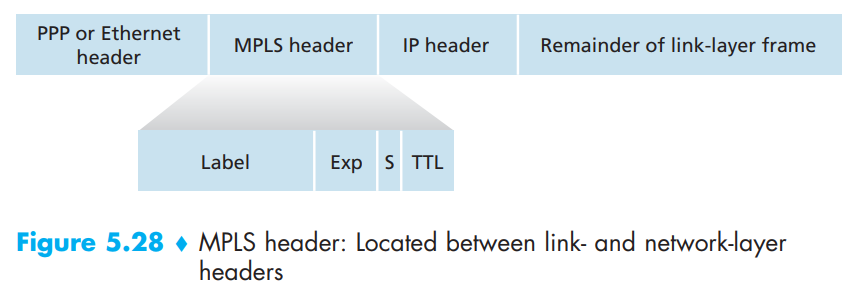 PPP or Ethernet
header
MPLS header
IP header
Remainder of link-layer frame
Label
Exp
S
TTL
Figure 5.28 ♦ MPLS header: Located between link- and network-layer
headers